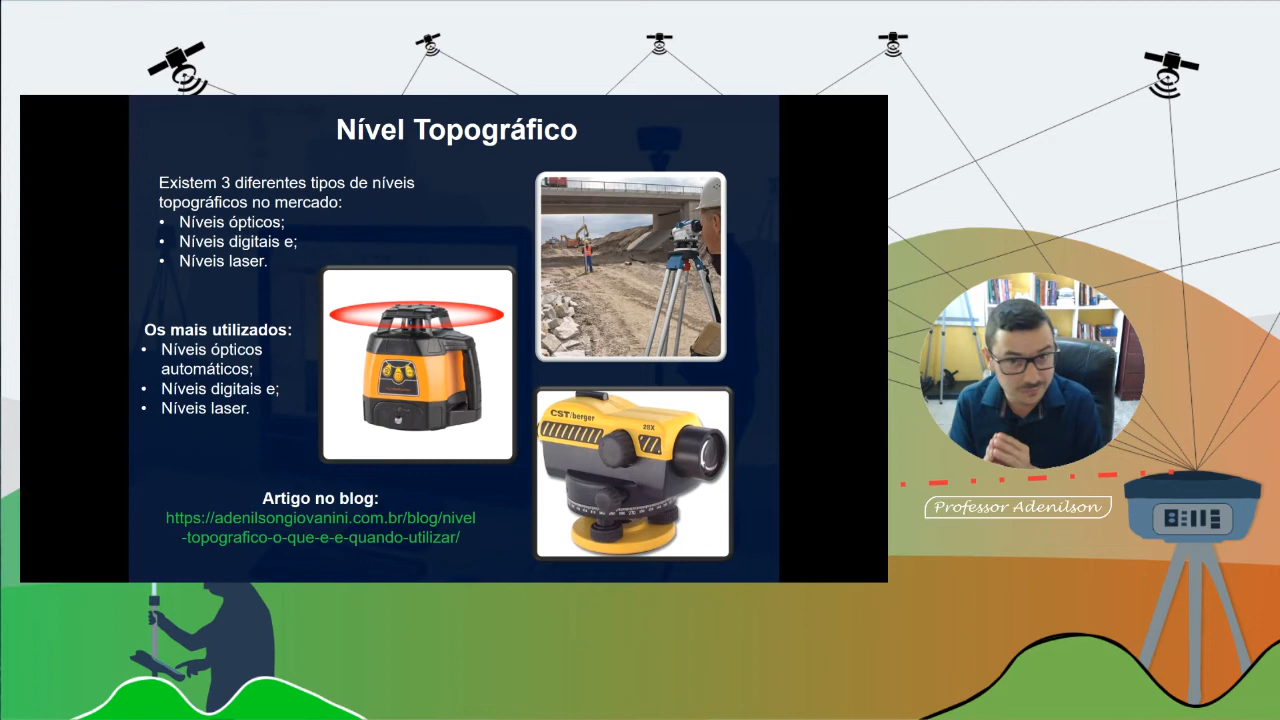 Nível Topográfico
Existem 3 diferentes tipos de níveis
topográficos no mercado:
• Níveis ópticos;
• Níveis digitais e;
• Níveis laser.
Os mais utilizados:
• Níveis ópticos
automáticos;
• Níveis digitais e;
• Níveis laser.
CST/berger
28X
Artigo no blog:
https://adenilsongiovanini.com.br/blog/nivel
-topografico-o-que-e-e-quando-utilizar/
Professor Adenilson